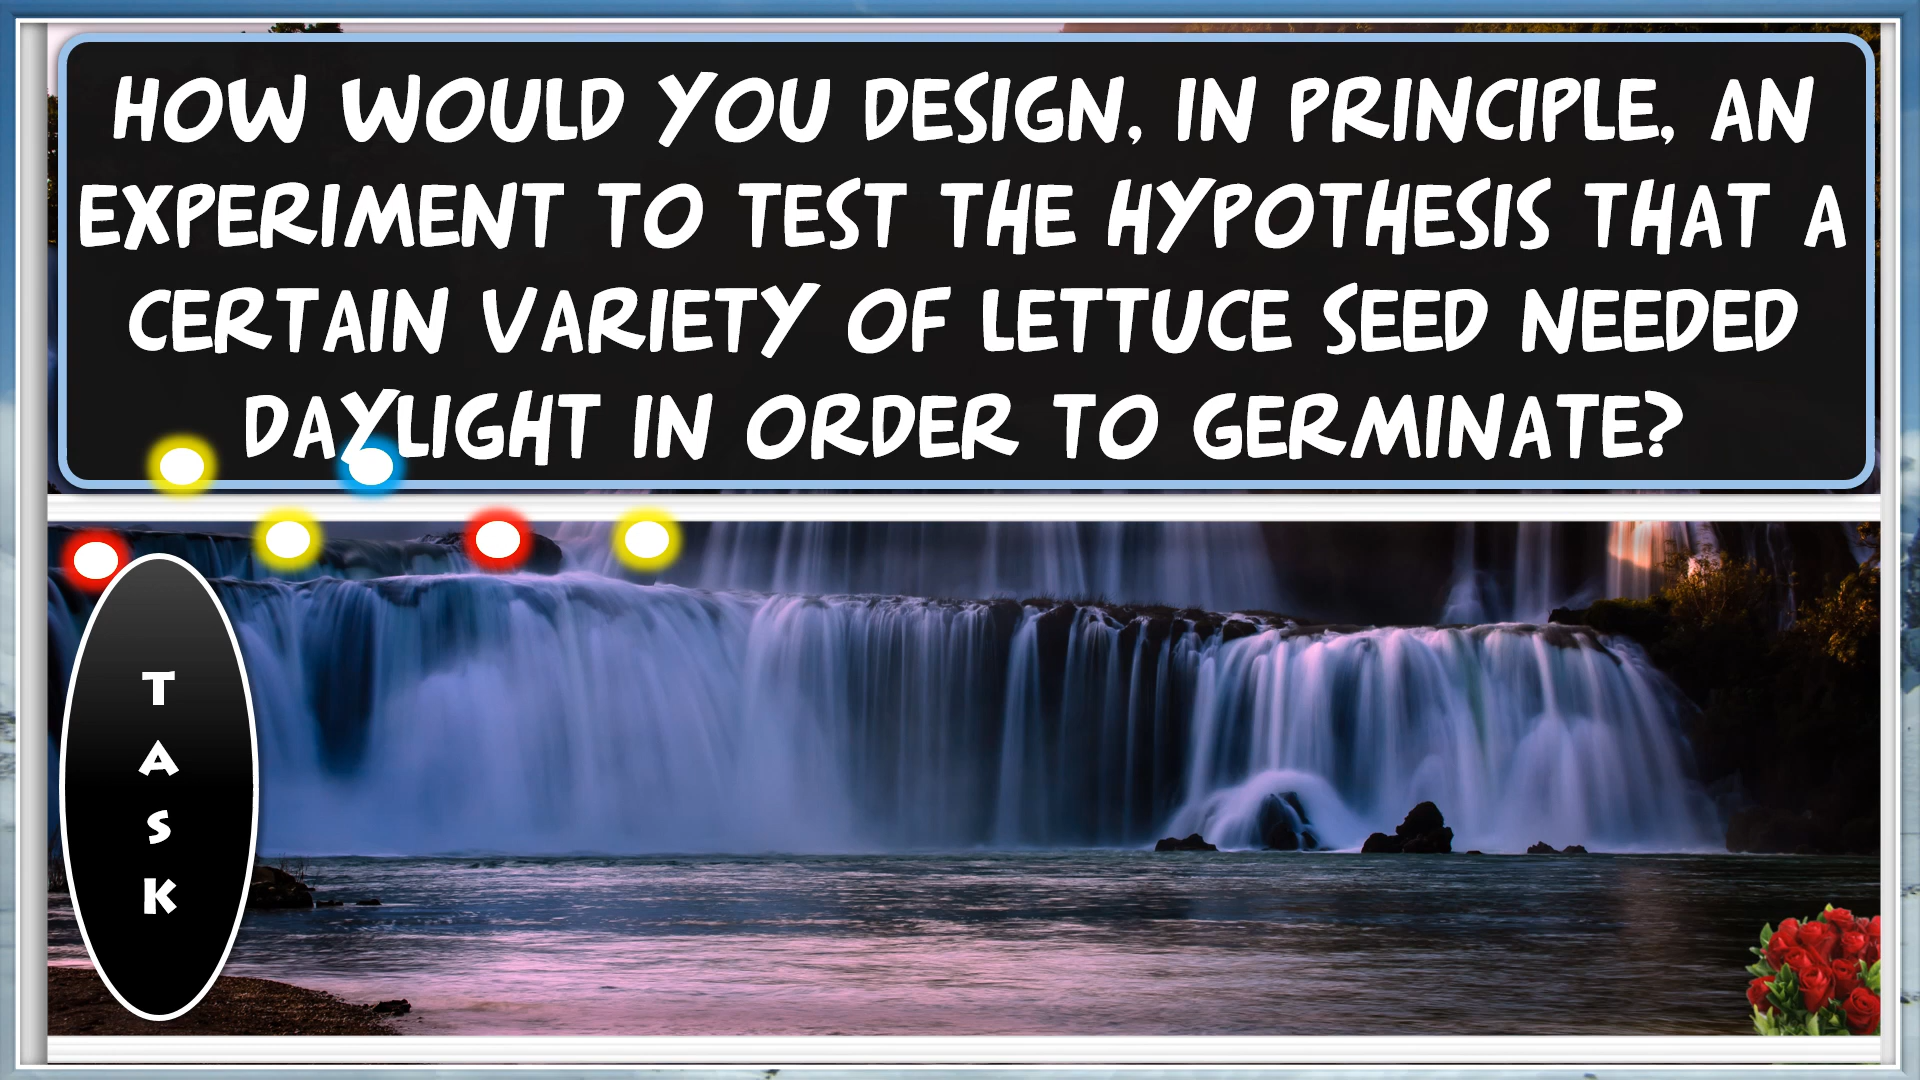 HOW WOULD YOU DESIGN, IN PRINCIPLE, AN
EXPERIMENT TO TEST THE HYPOTHESIS THAT A
CERTAIN VARIETY OF LETTUCE SEED NEEDED
DAYLIGHT IN ORDER TO GERMINATE?
T
A
S
K